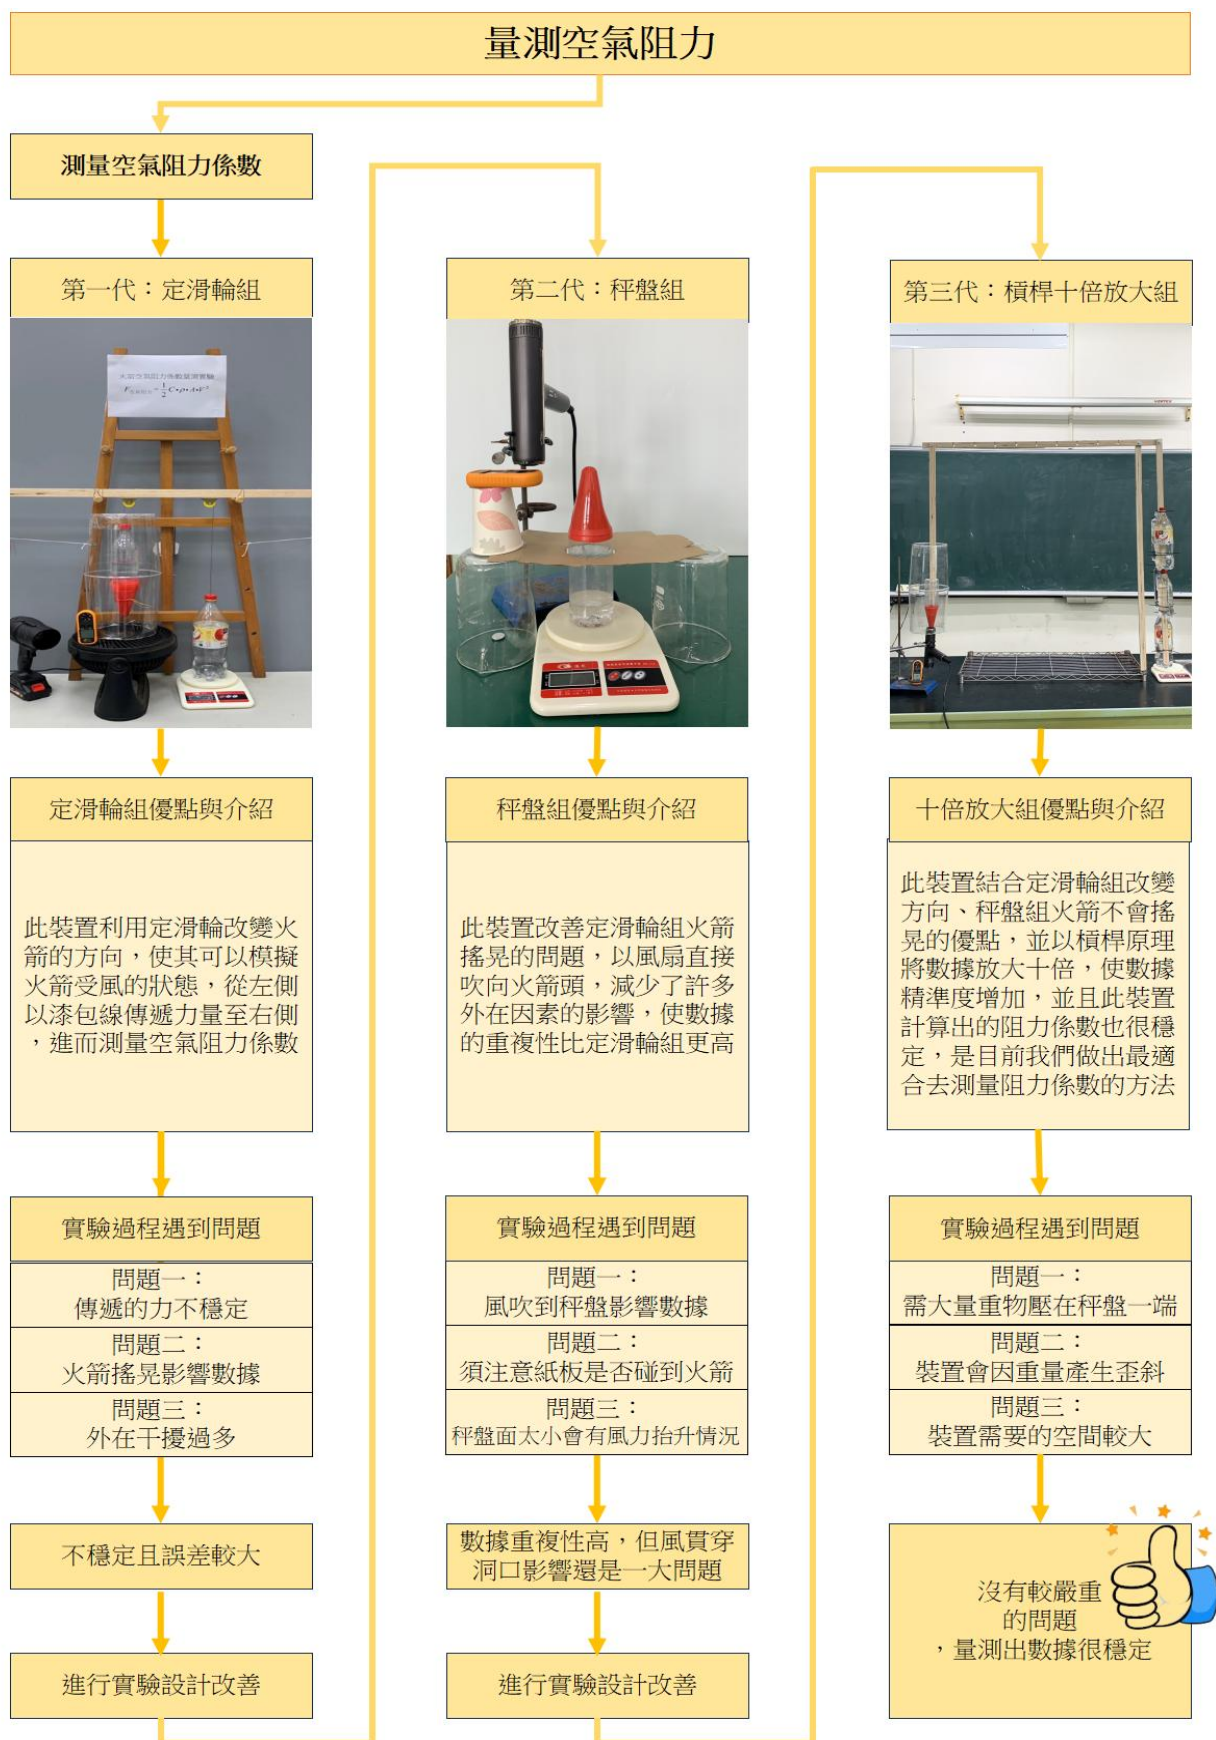 量測空氣阻力
測量空氣阻力係數
第一代：定滑輪組
定滑輪組優點與介紹
此裝置利用定滑輪改變火
箭的方向，使其可以模擬
火箭受風的狀態，從左側
以漆包線傳遞力量至右側
，進而測量空氣阻力係數
實驗過程遇到問題
問題一：
傳遞的力不穩定
問題二：
火箭搖晃影響數據
問題三：
外在干擾過多
不穩定且誤差較大
進行實驗設計改善
第二代：秤盤組
秤盤組優點與介紹
此裝置改善定滑輪組火箭
搖晃的問題，以風扇直接
吹向火箭頭，減少了許多
外在因素的影響，使數據
的重複性比定滑輪組更高
實驗過程遇到問題
問題一：
風吹到秤盤影響數據
問題二：
須注意紙板是否碰到火箭
問題三：
秤盤面太小會有風力抬升情況
數據重複性高，但風貫穿
洞口影響還是一大問題
進行實驗設計改善
第三代：槓桿十倍放大組
十倍放大組優點與介紹
此裝置結合定滑輪組改變
方向、秤盤組火箭不會搖
晃的優點，並以槓桿原理
將數據放大十倍，使數據
精準度增加，並且此裝置
計算出的阻力係數也很穩
定，是目前我們做出最適
合去測量阻力係數的方法
實驗過程遇到問題
問題一：
需大量重物壓在秤盤一端
問題二：
裝置會因重量產生歪斜
問題三：
裝置需要的空間較大
沒有較嚴重
的問題
，量測出數據很穩定